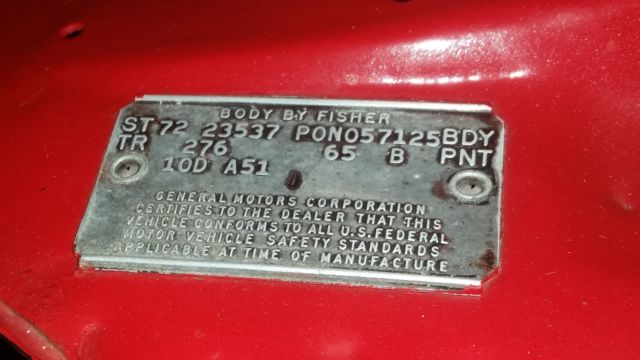 BODY BY FISHER
ST 72 23537 PON057125 BDY
TR 276 65 B PNT
10D A51
GENERAL MOTORS CORPORATION
CERTIFIES TO THE DEALER THAT THIS
VEHICLE CONFORMS TO ALL U.S. FEDERAL
MOTOR VEHICLE SAFETY STANDARDS
APPLICABLE AT TIME OF MANUFACTURE